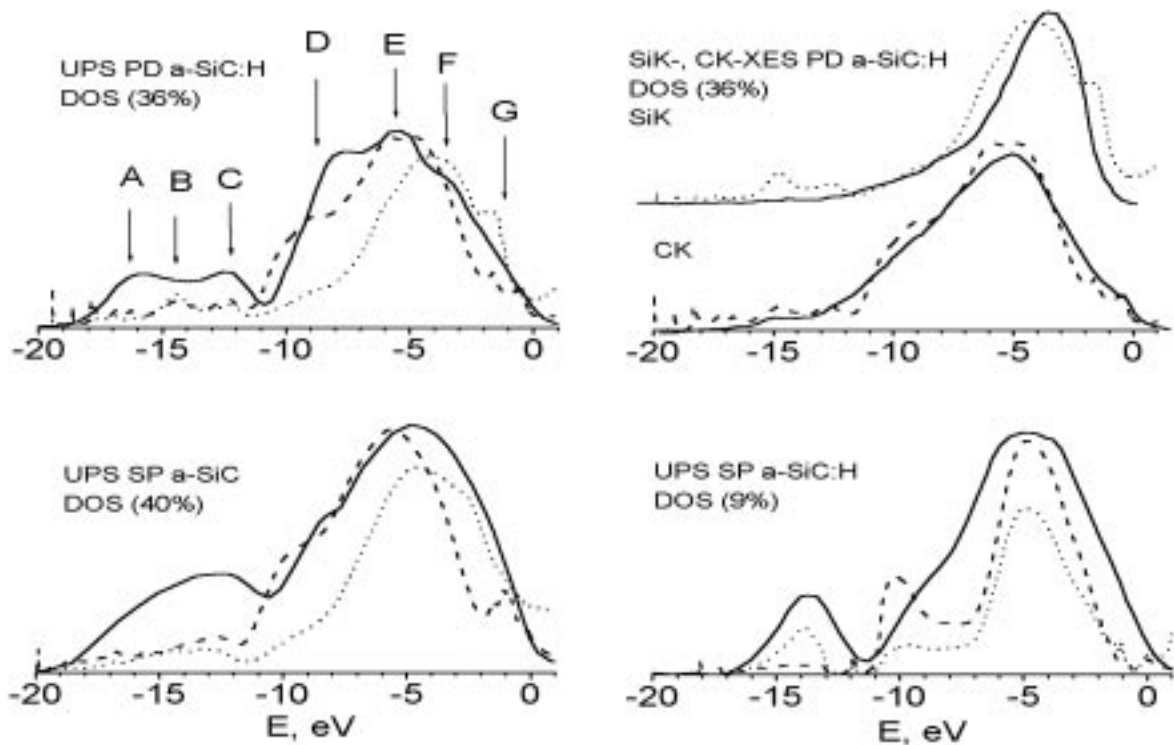 UPS PD a-SiC:H
DOS (36%)
A
B
C
D
E
F
G
-20 -15 -10 -5 0
SiK-, CK-XES PD a-SiC:H
DOS (36%)
SiK
CK
-20 -15 -10 -5 0
UPS SP a-SiC
DOS (40%)
-20 -15 -10 -5 0
E, eV
UPS SP a-SiC:H
DOS (9%)
-20 -15 -10 -5 0
E, eV